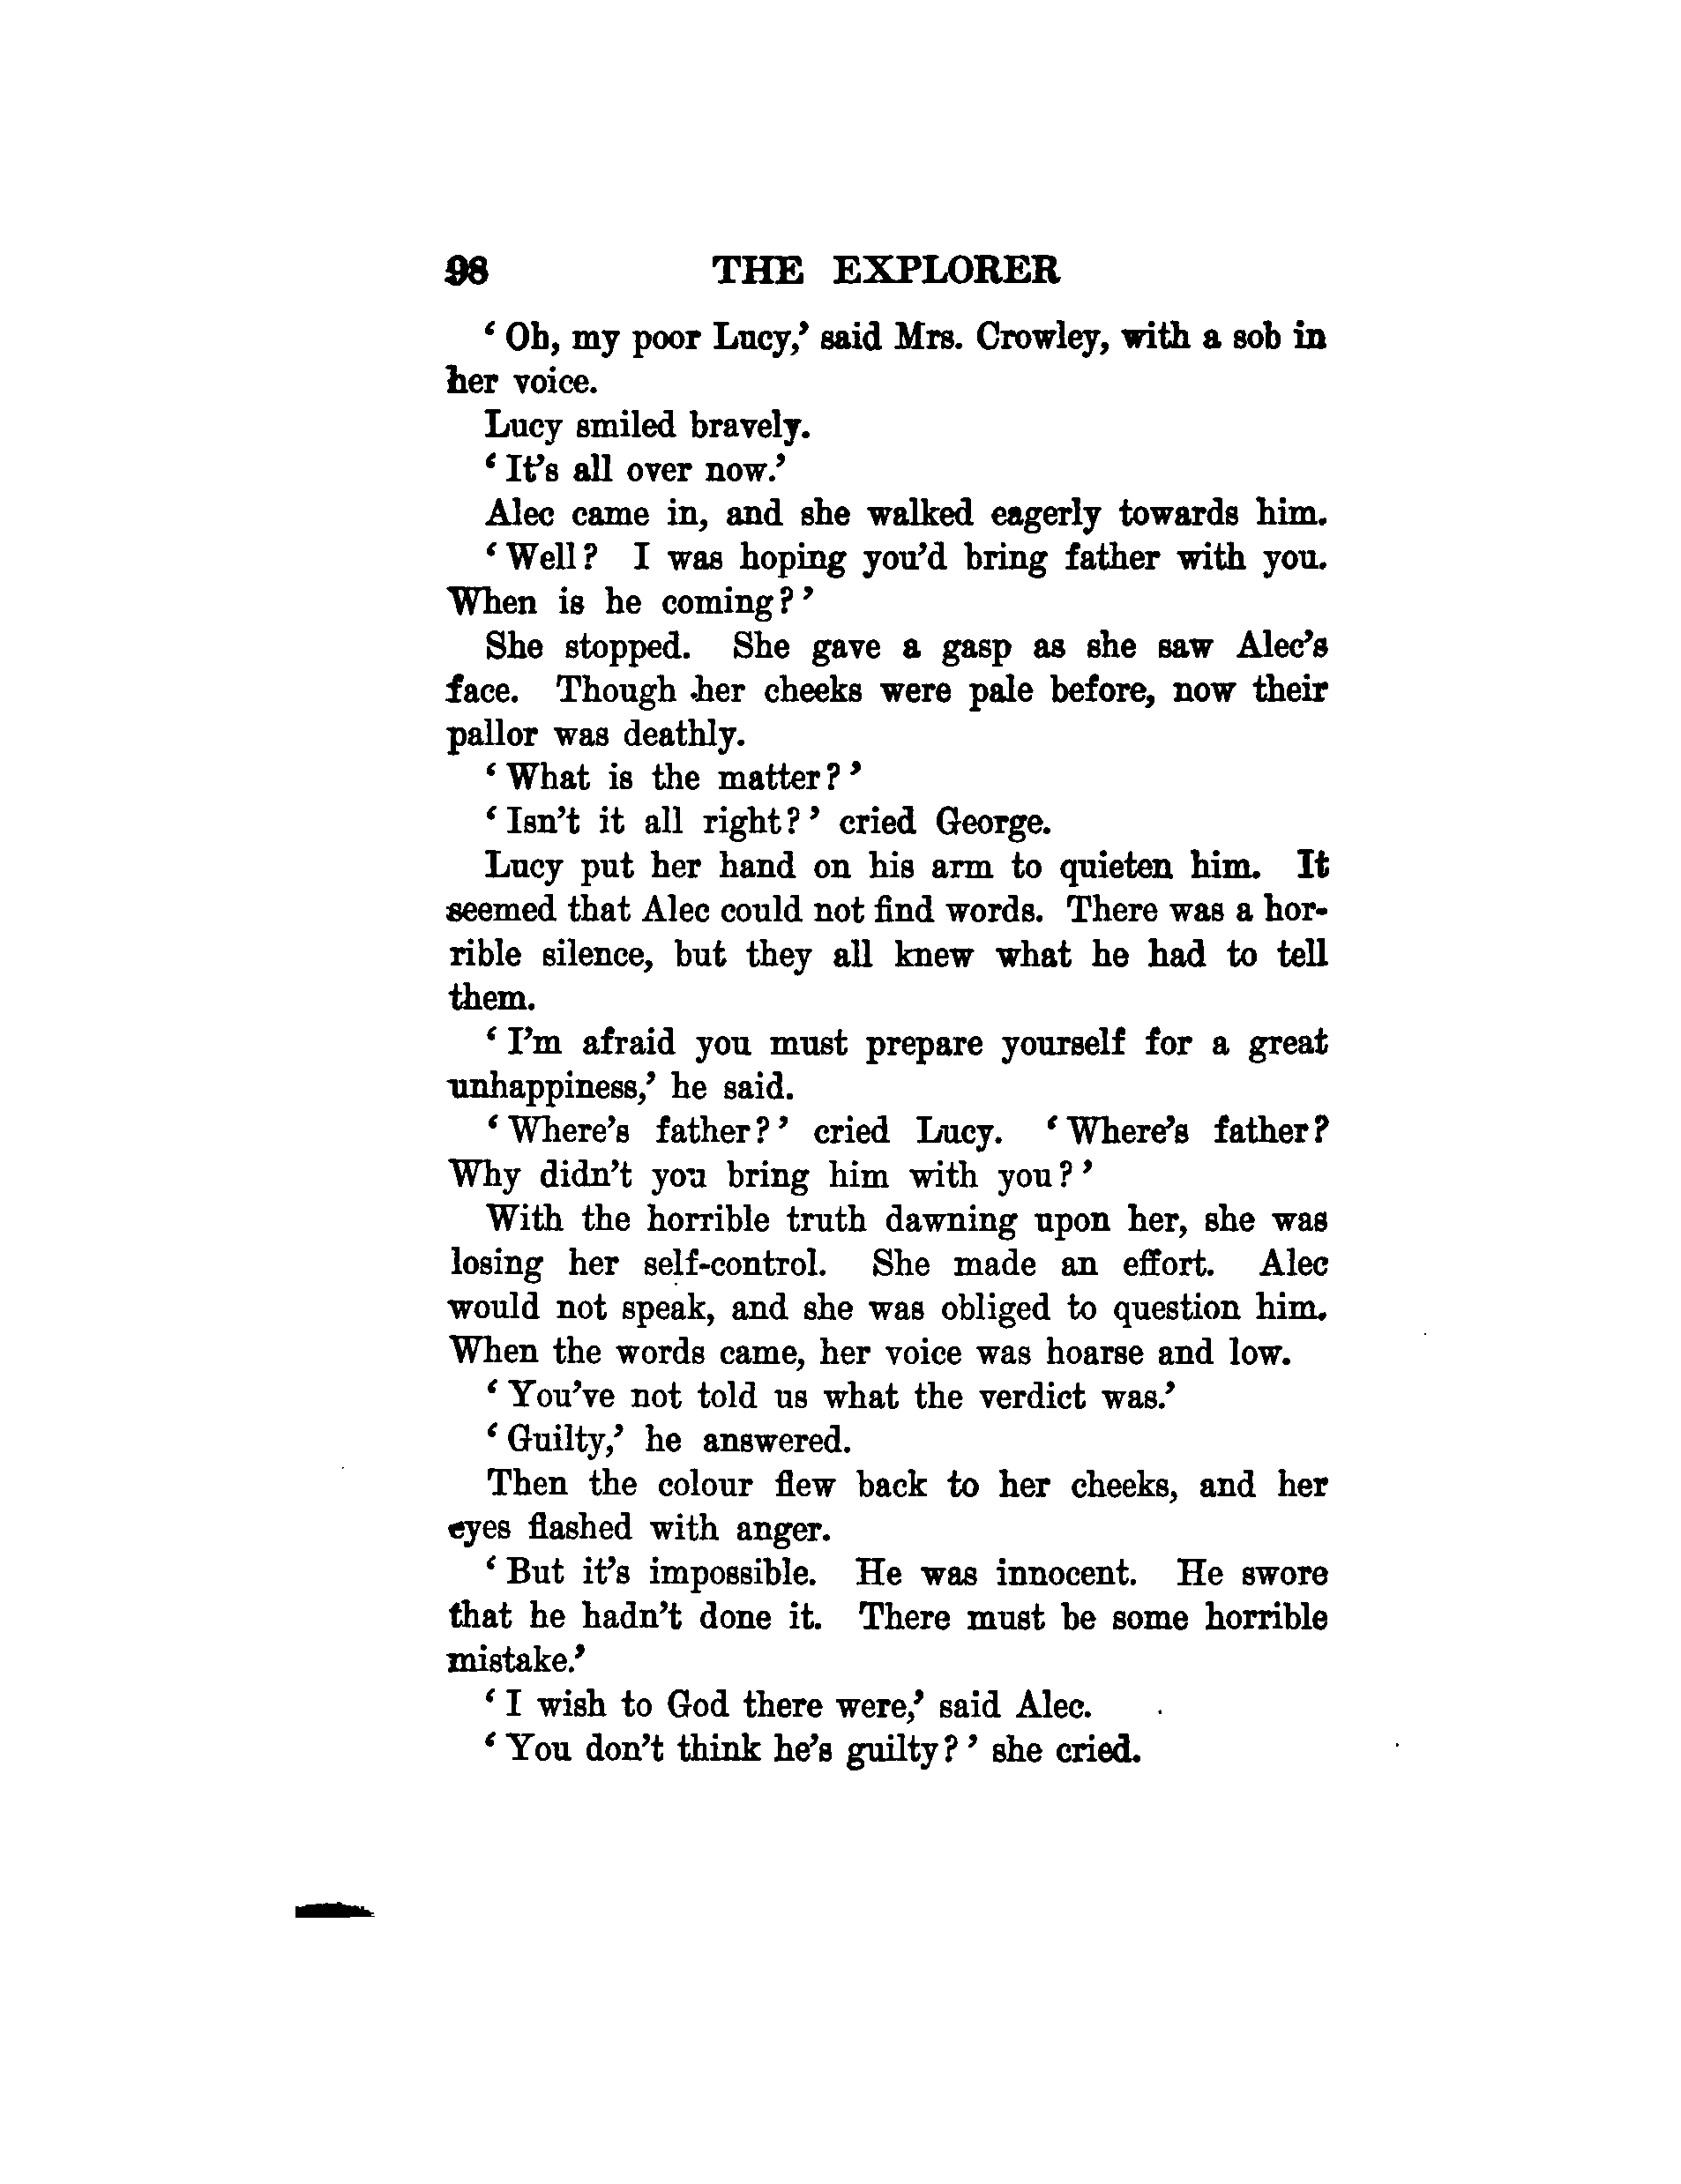 98 THE EXPLORER
‘Oh, my poor Lucy,’ said Mrs. Crowley, with a sob in
her voice.
Lucy smiled bravely.
‘It’s all over now.’
Alec came in, and she walked eagerly towards him.
‘Well? I was hoping you’d bring father with you.
When is he coming?’
She stopped. She gave a gasp as she saw Alec’s
face. Though her cheeks were pale before, now their
pallor was deathly.
‘What is the matter?’
‘Isn’t it all right?’ cried George.
Lucy put her hand on his arm to quieten him. It
seemed that Alec could not find words. There was a hor-
rible silence, but they all knew what he had to tell
them.
‘I’m afraid you must prepare yourself for a great
unhappiness,’ he said.
‘Where’s father?’ cried Lucy. ‘Where’s father?
Why didn’t you bring him with you?’
With the horrible truth dawning upon her, she was
losing her self-control. She made an effort. Alec
would not speak, and she was obliged to question him.
When the words came, her voice was hoarse and low.
‘You’ve not told us what the verdict was.’
‘Guilty,’ he answered.
Then the colour flew back to her cheeks, and her
eyes flashed with anger.
‘But it’s impossible. He was innocent. He swore
that he hadn’t done it. There must be some horrible
mistake.’
‘I wish to God there were,’ said Alec.
‘You don’t think he’s guilty?’ she cried.